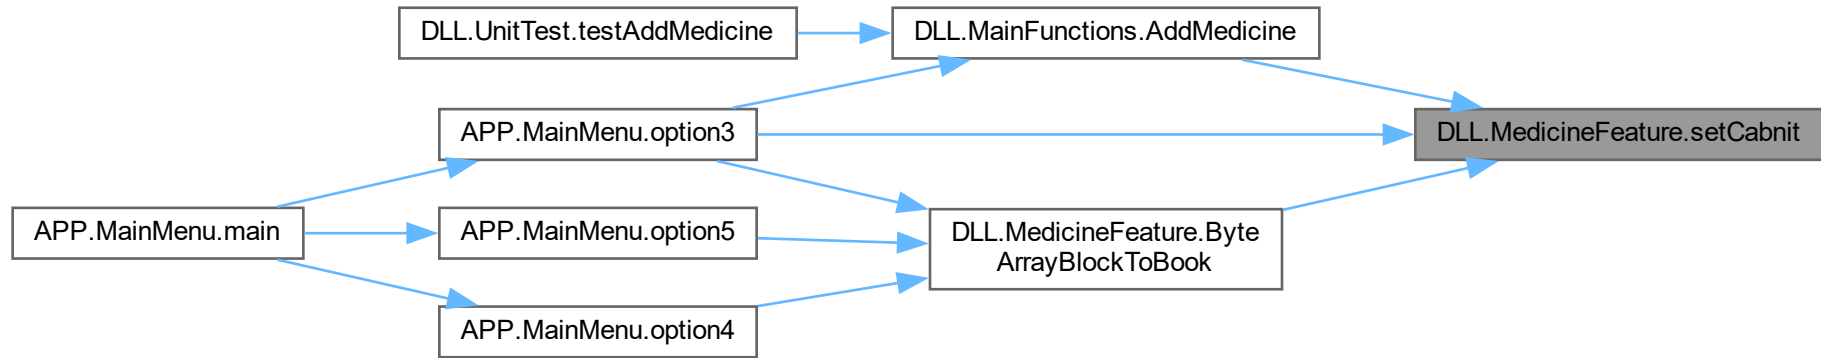 DLL.UnitTest.testAddMedicine
DLL.MainFunctions.AddMedicine
APP.MainMenu.option3
DLL.MedicineFeature.setCabnit
APP.MainMenu.main
APP.MainMenu.option5
DLL.MedicineFeature.Byte
ArrayBlockToBook
APP.MainMenu.option4